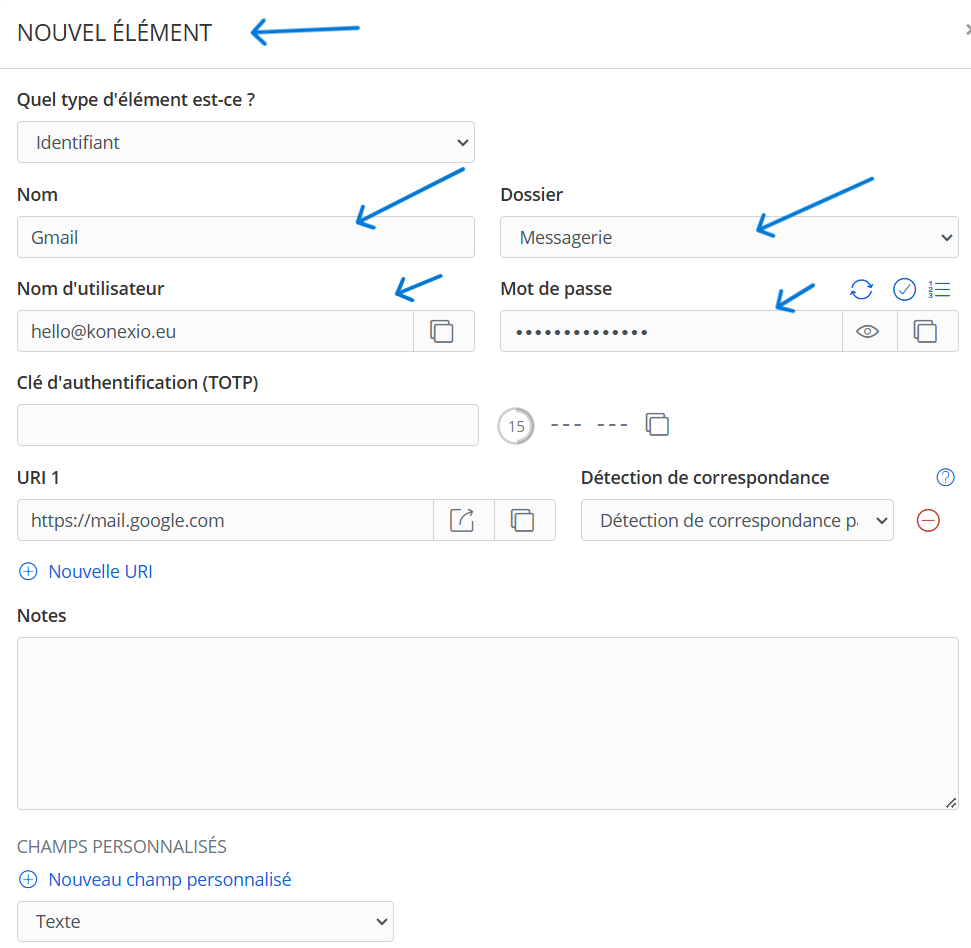 NOUVEL ÉLÉMENT
Quel type d'élément est-ce ?
Identifiant
Nom
Dossier
Gmail
Messagerie
Nom d'utilisateur
Mot de passe
hello@konexio.eu
••••••••••••••
Clé d'authentification (TOTP)
15 --- ---
URI 1
Détection de correspondance
https://mail.google.com
Détection de correspondance pa
Nouvelle URI
Notes
CHAMPS PERSONNALISÉS
Nouveau champ personnalisé
Texte